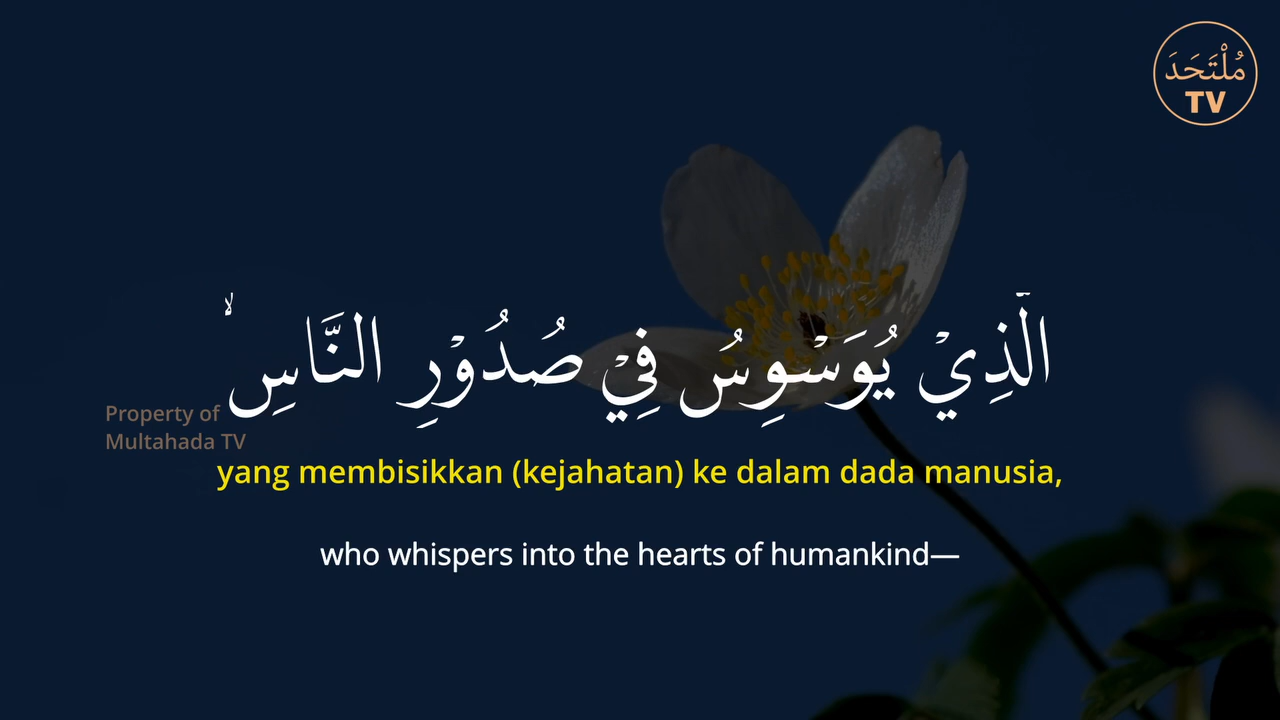 مُلْتَحَدَ
TV
الَّذِيْ يُوَسْوِسُ فِيْ صُدُوْرِ النَّاسِۙ
Property of
Multahada TV
yang membisikkan (kejahatan) ke dalam dada manusia,
who whispers into the hearts of humankind—